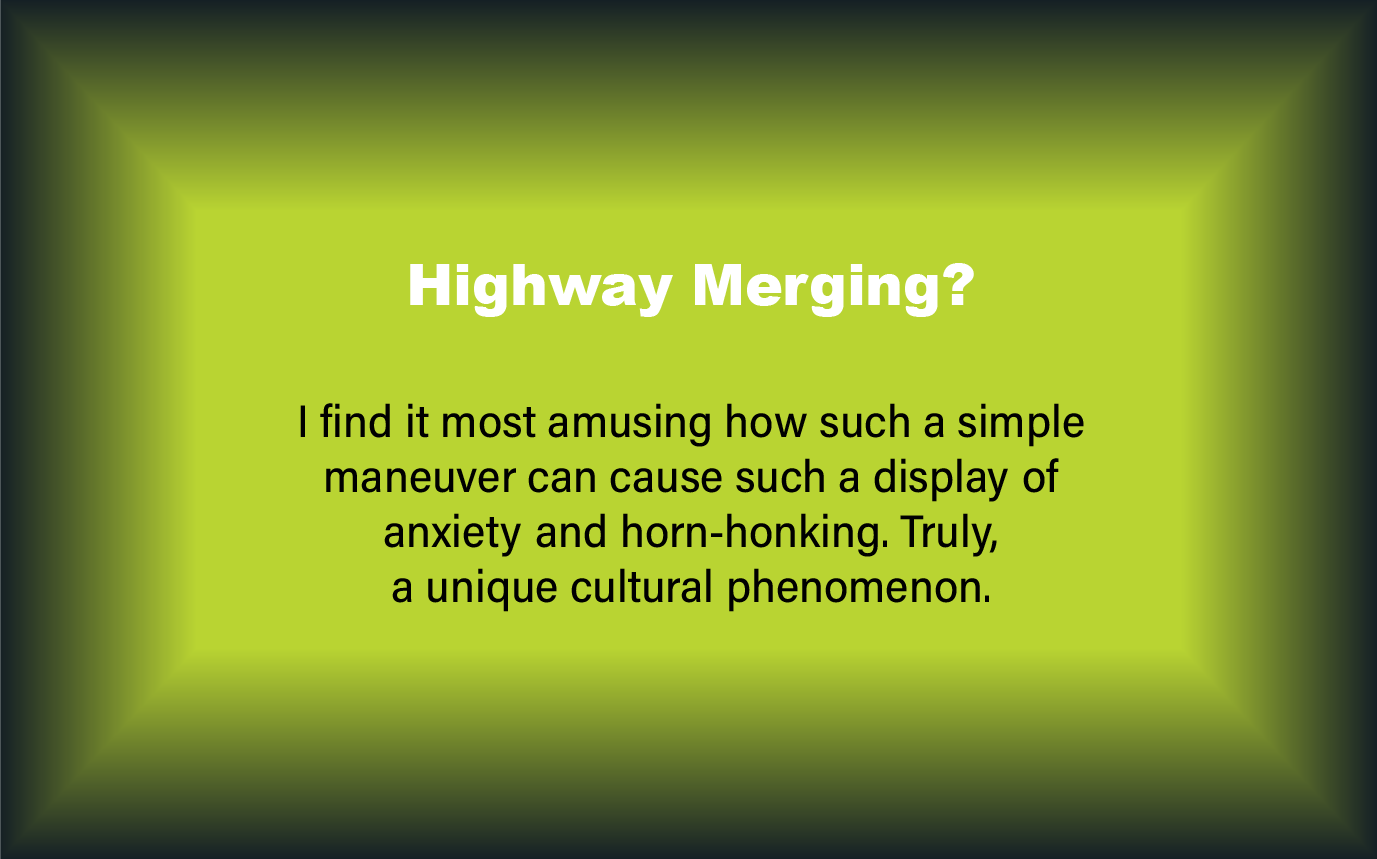 Highway Merging?
I find it most amusing how such a simple
maneuver can cause such a display of
anxiety and horn-honking. Truly,
a unique cultural phenomenon.